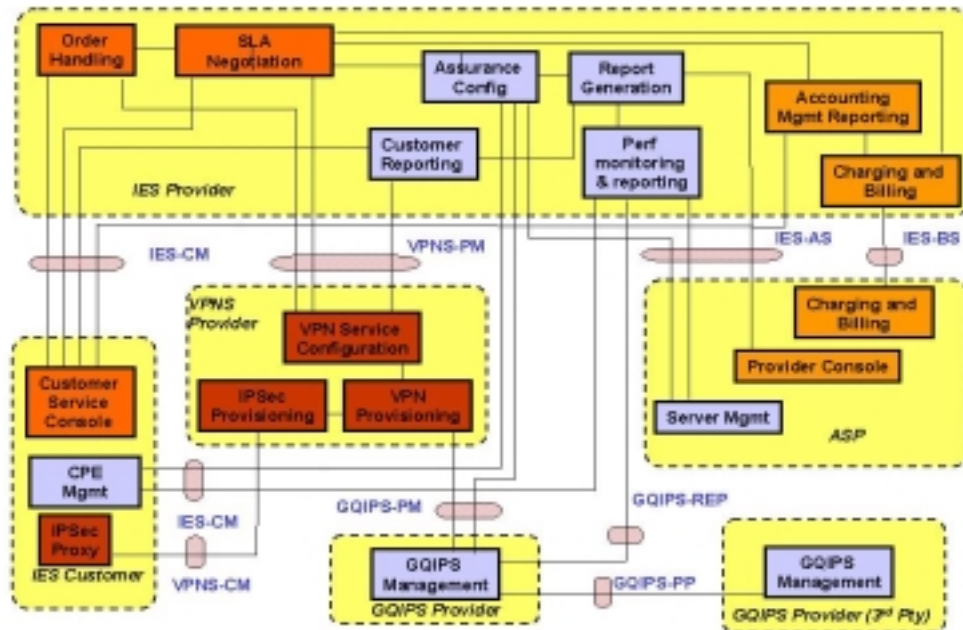 Order
Handling
SLA
Negotiation
Assurance
Config
Report
Generation
Accounting
Mgmt Reporting
Customer
Reporting
Perf
monitoring
& reporting
Charging and
Billing
IES Provider
IES-CM
VPNS-PM
IES-AS
IES-BS
VPNS
Provider
VPN Service
Configuration
Charging and
Billing
Provider Console
Customer
Service
Console
IPSec
Provisioning
VPN
Provisioning
Server Mgmt
ASP
CPE
Mgmt
IES-CM
GQIPS-PM
GQIPS-REP
IPSec
Proxy
IES Customer
VPNS-CM
GQIPS
Management
GQIPS Provider
GQIPS-PP
GQIPS
Management
GQIPS Provider (3rd Pty)